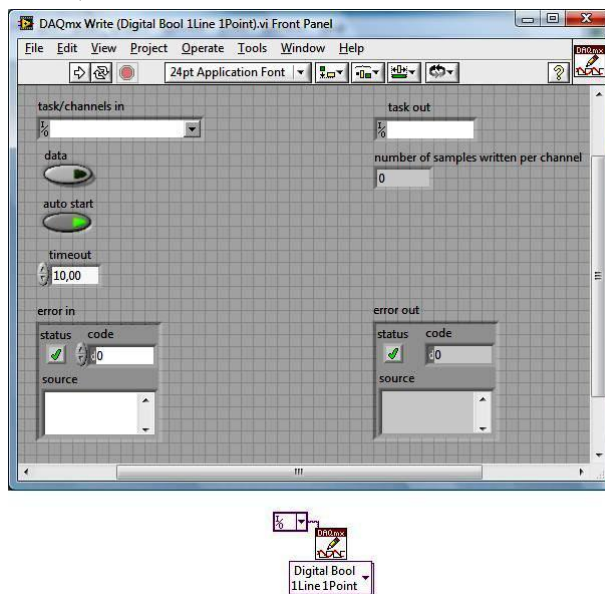 DAQmx Write (Digital Bool 1Line 1Point).vi Front Panel
File Edit View Project Operate Tools Window Help
24pt Application Font
DAQmx
task/channels in
task out
data
number of samples written per channel
0
auto start
timeout
10,00
error in
error out
status code
status code
d0
d0
source
source
DAQmx
Digital Bool
1Line 1Point